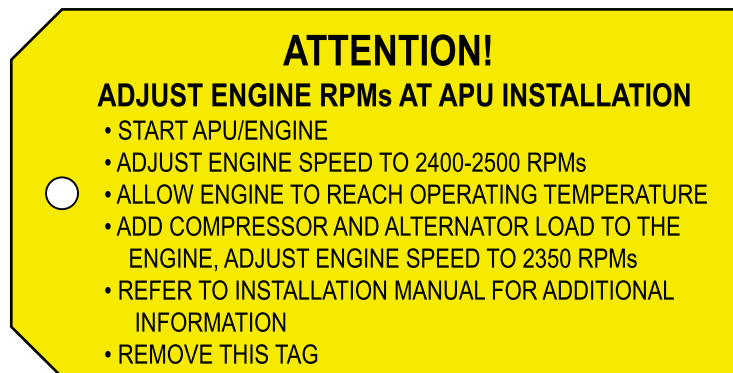 ATTENTION!
ADJUST ENGINE RPMs AT APU INSTALLATION
• START APU/ENGINE
• ADJUST ENGINE SPEED TO 2400-2500 RPMs
• ALLOW ENGINE TO REACH OPERATING TEMPERATURE
• ADD COMPRESSOR AND ALTERNATOR LOAD TO THE
ENGINE, ADJUST ENGINE SPEED TO 2350 RPMs
• REFER TO INSTALLATION MANUAL FOR ADDITIONAL
INFORMATION
• REMOVE THIS TAG